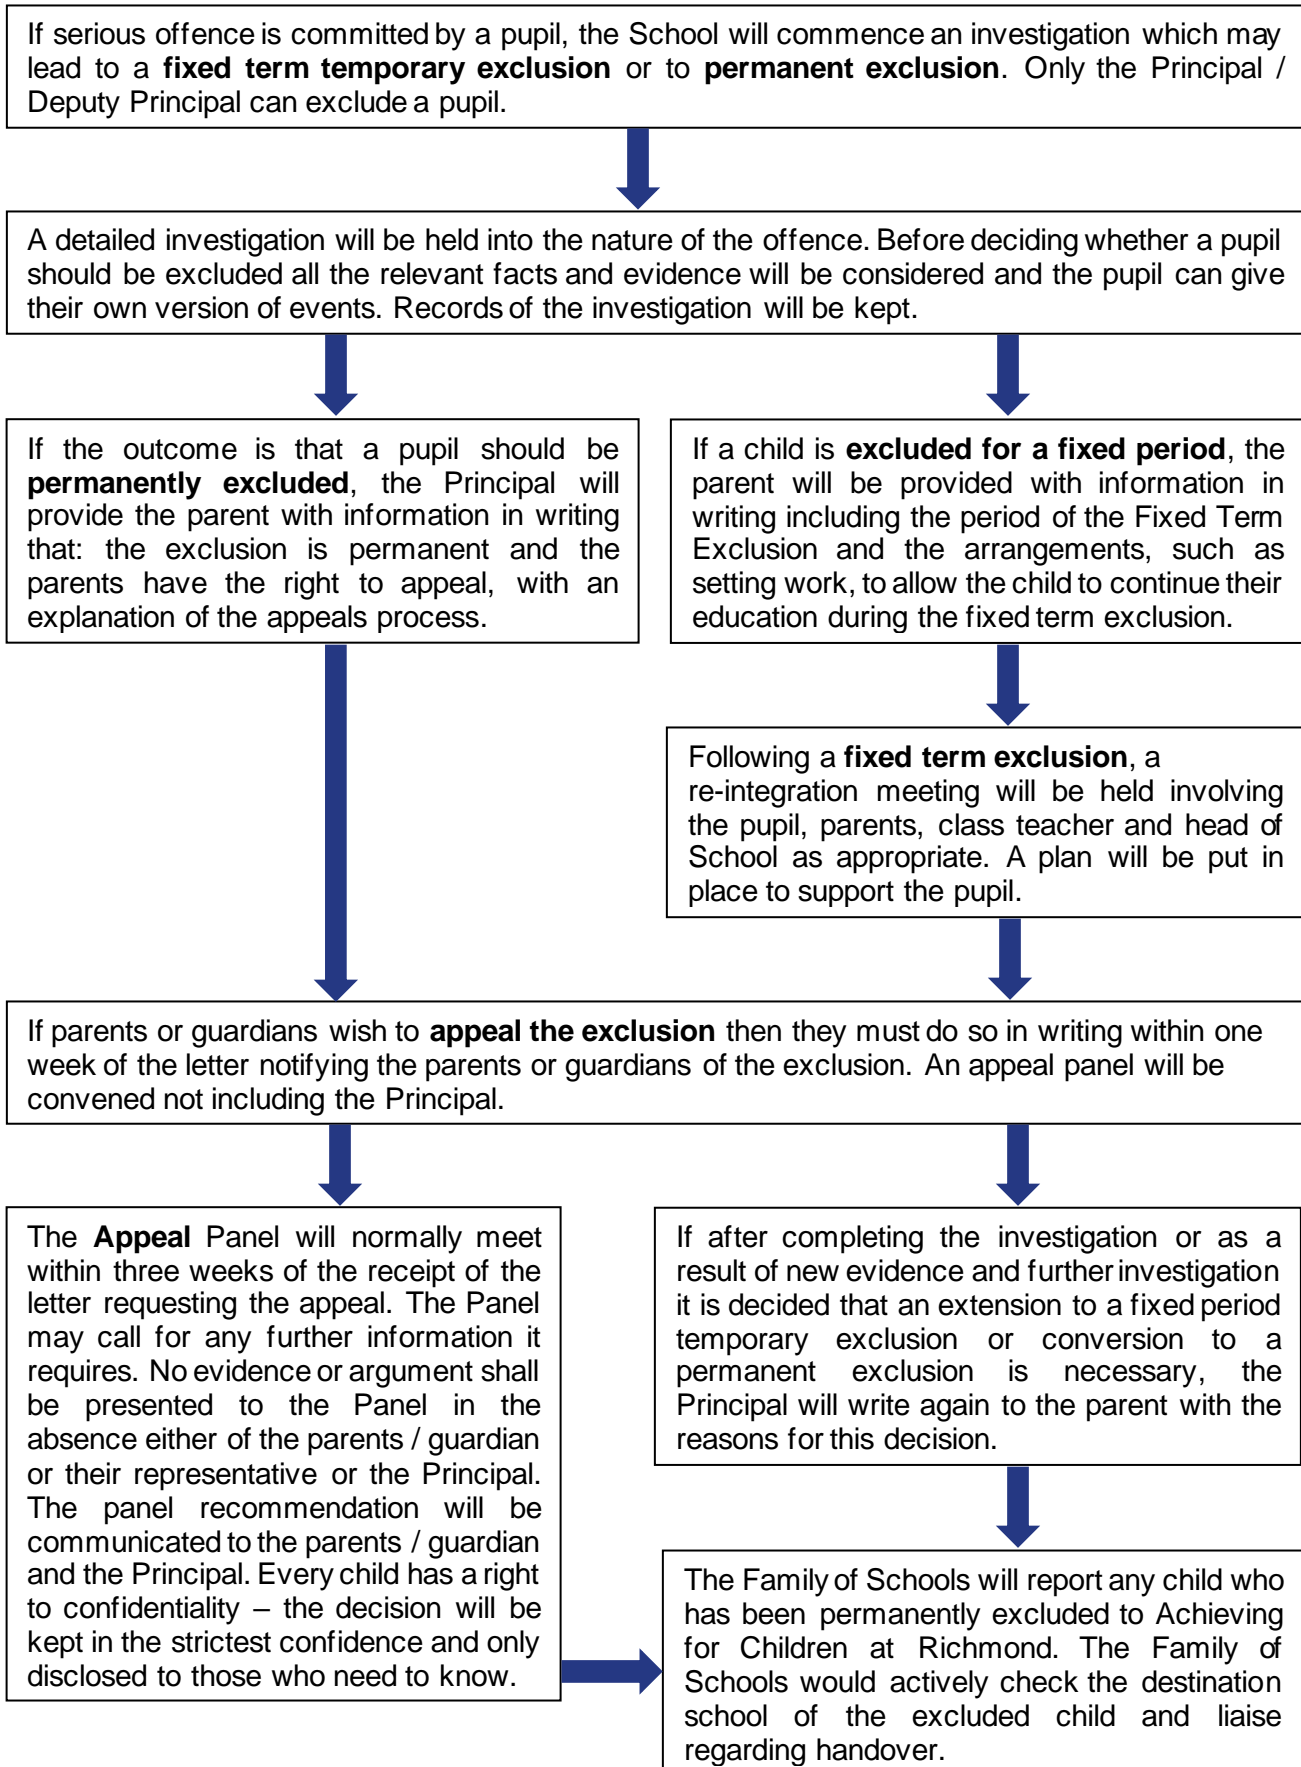 If serious offence is committed by a pupil, the School will commence an investigation which may
lead to a fixed term temporary exclusion or to permanent exclusion. Only the Principal /
Deputy Principal can exclude a pupil.
A detailed investigation will be held into the nature of the offence. Before deciding whether a pupil
should be excluded all the relevant facts and evidence will be considered and the pupil can give
their own version of events. Records of the investigation will be kept.
If the outcome is that a pupil should be
permanently excluded, the Principal will
provide the parent with information in writing
that: the exclusion is permanent and the
parents have the right to appeal, with an
explanation of the appeals process.
If a child is excluded for a fixed period, the
parent will be provided with information in
writing including the period of the Fixed Term
Exclusion and the arrangements, such as
setting work, to allow the child to continue their
education during the fixed term exclusion.
Following a fixed term exclusion, a
re-integration meeting will be held involving
the pupil, parents, class teacher and head of
School as appropriate. A plan will be put in
place to support the pupil.
If parents or guardians wish to appeal the exclusion then they must do so in writing within one
week of the letter notifying the parents or guardians of the exclusion. An appeal panel will be
convened not including the Principal.
The Appeal Panel will normally meet
within three weeks of the receipt of the
letter requesting the appeal. The Panel
may call for any further information it
requires. No evidence or argument shall
be presented to the Panel in the
absence either of the parents / guardian
or their representative or the Principal.
The panel recommendation will be
communicated to the parents / guardian
and the Principal. Every child has a right
to confidentiality – the decision will be
kept in the strictest confidence and only
disclosed to those who need to know.
If after completing the investigation or as a
result of new evidence and further investigation
it is decided that an extension to a fixed period
temporary exclusion or conversion to a
permanent exclusion is necessary, the
Principal will write again to the parent with the
reasons for this decision.
The Family of Schools will report any child who
has been permanently excluded to Achieving
for Children at Richmond. The Family of
Schools would actively check the destination
school of the excluded child and liaise
regarding handover.